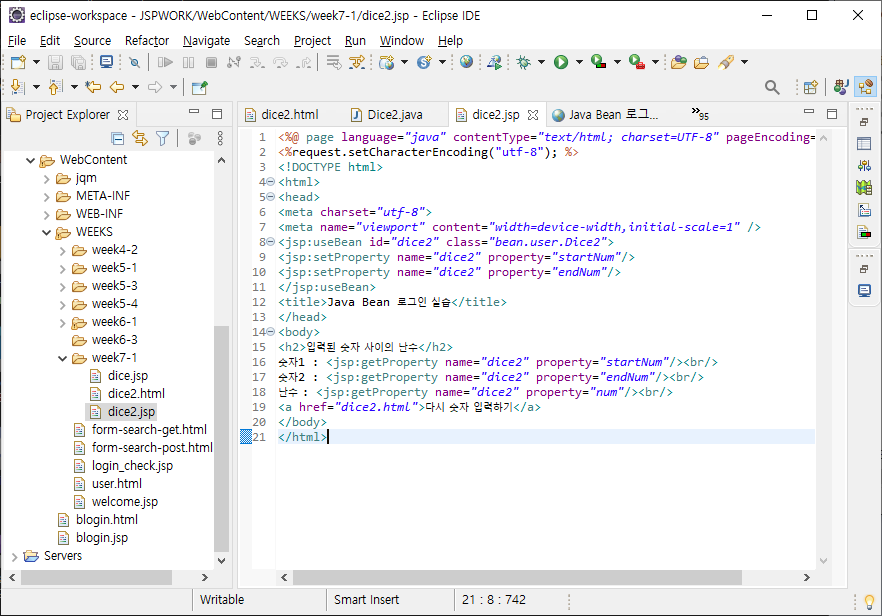 eclipse-workspace - JSPWORK/WebContent/WEEKS/week7-1/dice2.jsp - Eclipse IDE
File Edit Source Refactor Navigate Search Project Run Window Help
Project Explorer
WebContent
jqm
META-INF
WEB-INF
WEEKS
week4-2
week5-1
week5-3
week5-4
week6-1
week6-3
week7-1
dice.jsp
dice2.html
dice2.jsp
form-search-get.html
form-search-post.html
login_check.jsp
user.html
welcome.jsp
blogin.html
blogin.jsp
Servers
dice2.html Dice2.java dice2.jsp Java Bean 로그... »95
1 <%@ page language="java" contentType="text/html; charset=UTF-8" pageEncoding=
2 <%request.setCharacterEncoding("utf-8"); %>
3 <!DOCTYPE html>
4 <html>
5 <head>
6 <meta charset="utf-8">
7 <meta name="viewport" content="width=device-width,initial-scale=1" />
8 <jsp:useBean id="dice2" class="bean.user.Dice2">
9 <jsp:setProperty name="dice2" property="startNum"/>
10 <jsp:setProperty name="dice2" property="endNum"/>
11 </jsp:useBean>
12 <title>Java Bean 로그인 실습</title>
13 </head>
14 <body>
15 <h2>입력된 숫자 사이의 난수</h2>
16 숫자1 : <jsp:getProperty name="dice2" property="startNum"/><br/>
17 숫자2 : <jsp:getProperty name="dice2" property="endNum"/><br/>
18 난수 : <jsp:getProperty name="dice2" property="num"/><br/>
19 <a href="dice2.html">다시 숫자 입력하기</a>
20 </body>
21 </html>
Writable Smart Insert 21 : 8 : 742